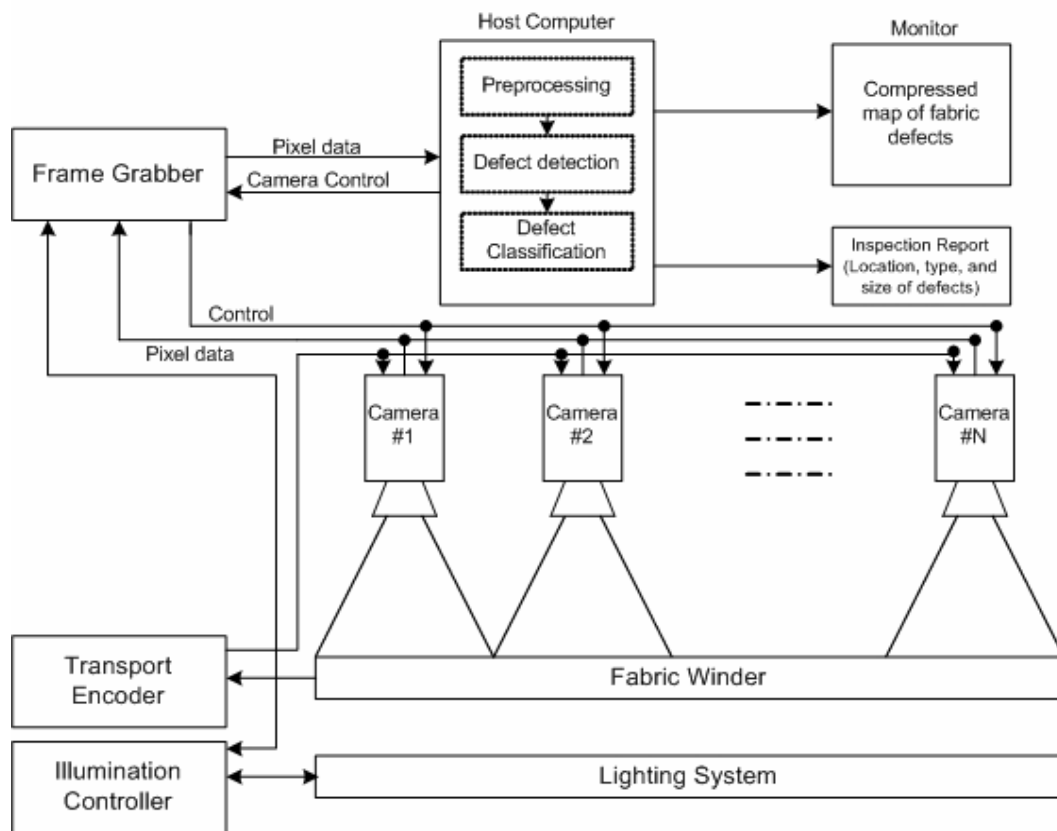 Host Computer
Monitor
Preprocessing
Compressed
map of fabric
defects
Pixel data
Defect detection
Frame Grabber
Camera Control
Defect
Classification
Inspection Report
(Location, type, and
size of defects)
Control
Pixel data
Camera
#1
Camera
#2
Camera
#N
Transport
Encoder
Fabric Winder
Illumination
Controller
Lighting System